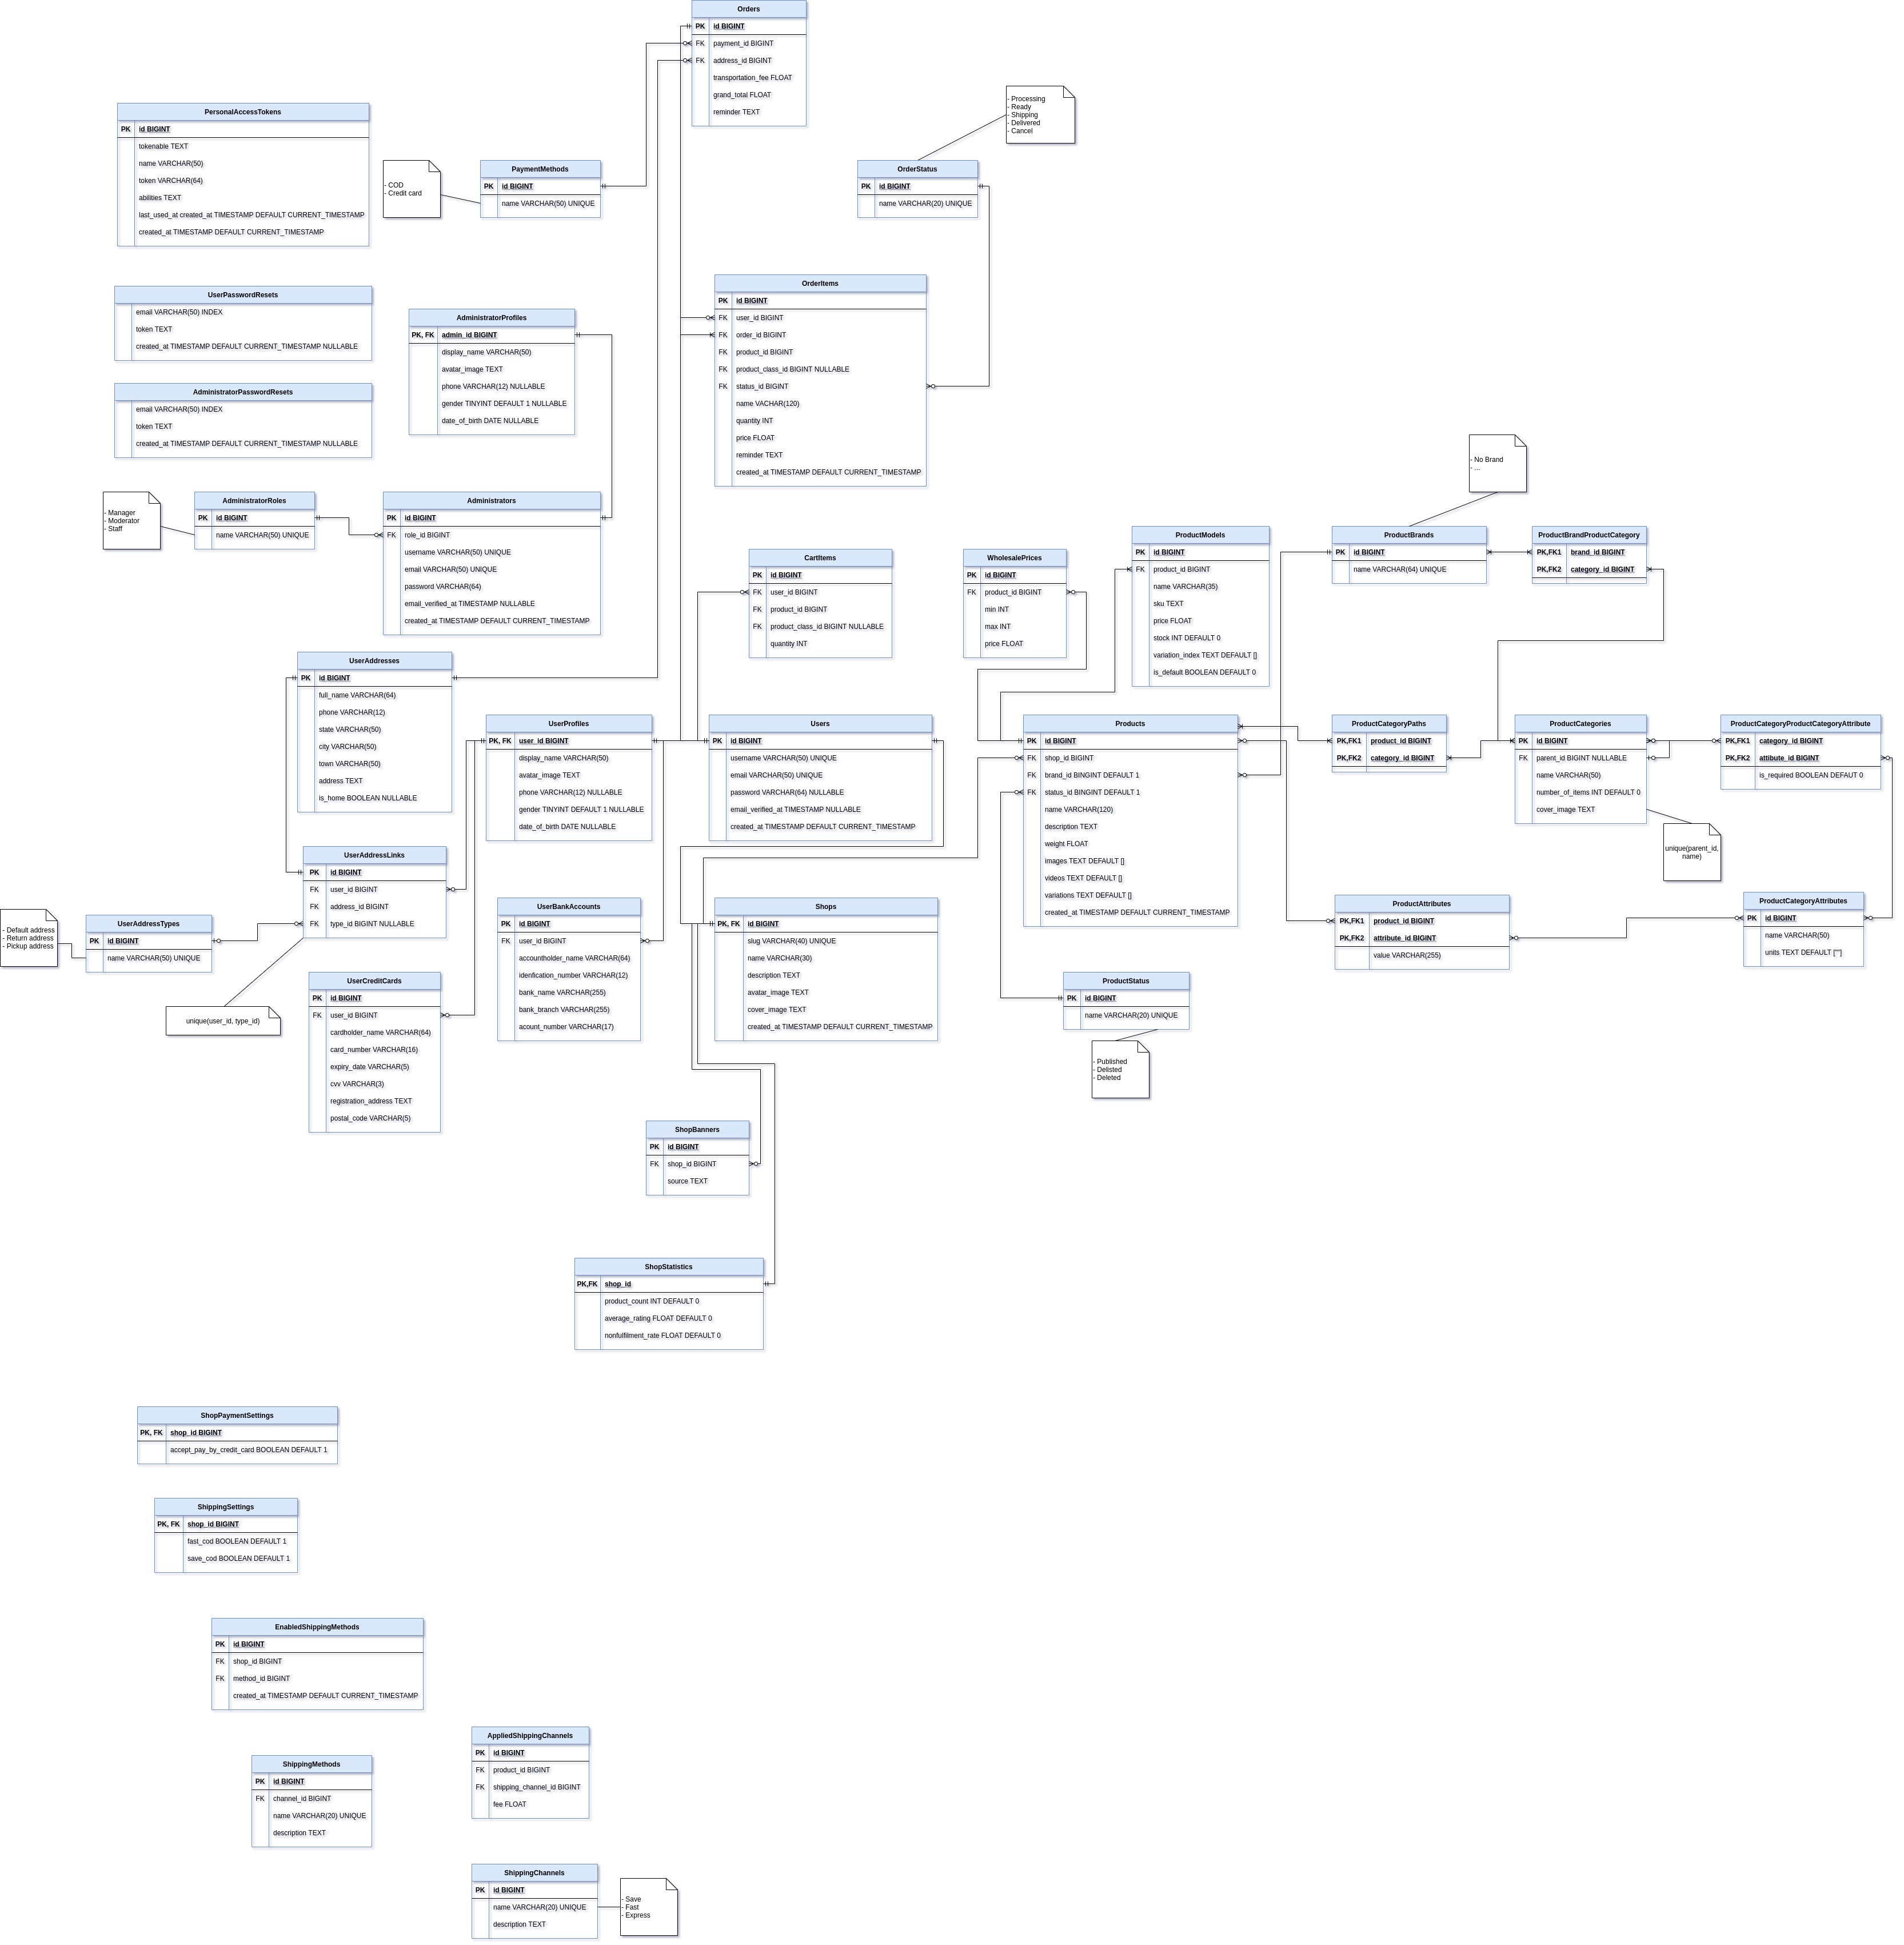 Orders
PK id BIGINT
FK payment_id BIGINT
FK address_id BIGINT
transportation_fee FLOAT
grand_total FLOAT
reminder TEXT
- Processing
- Ready
- Shipping
- Delivered
- Cancel
PersonalAccessTokens
PK id BIGINT
tokenable TEXT
name VARCHAR(50)
token VARCHAR(64)
abilities TEXT
last_used_at created_at TIMESTAMP DEFAULT CURRENT_TIMESTAMP
created_at TIMESTAMP DEFAULT CURRENT_TIMESTAMP
- COD
- Credit card
PaymentMethods
PK id BIGINT
name VARCHAR(50) UNIQUE
OrderStatus
PK id BIGINT
name VARCHAR(20) UNIQUE
UserPasswordResets
email VARCHAR(50) INDEX
token TEXT
created_at TIMESTAMP DEFAULT CURRENT_TIMESTAMP NULLABLE
AdministratorProfiles
PK, FK admin_id BIGINT
display_name VARCHAR(50)
avatar_image TEXT
phone VARCHAR(12) NULLABLE
gender TINYINT DEFAULT 1 NULLABLE
date_of_birth DATE NULLABLE
OrderItems
PK id BIGINT
FK user_id BIGINT
FK order_id BIGINT
FK product_id BIGINT
FK product_class_id BIGINT NULLABLE
FK status_id BIGINT
name VACHAR(120)
quantity INT
price FLOAT
reminder TEXT
created_at TIMESTAMP DEFAULT CURRENT_TIMESTAMP
AdministratorPasswordResets
email VARCHAR(50) INDEX
token TEXT
created_at TIMESTAMP DEFAULT CURRENT_TIMESTAMP NULLABLE
- Manager
- Moderator
- Staff
AdministratorRoles
PK id BIGINT
name VARCHAR(50) UNIQUE
Administrators
PK id BIGINT
FK role_id BIGINT
username VARCHAR(50) UNIQUE
email VARCHAR(50) UNIQUE
password VARCHAR(64)
email_verified_at TIMESTAMP NULLABLE
created_at TIMESTAMP DEFAULT CURRENT_TIMESTAMP
CartItems
PK id BIGINT
FK user_id BIGINT
FK product_id BIGINT
FK product_class_id BIGINT NULLABLE
quantity INT
WholesalePrices
PK id BIGINT
FK product_id BIGINT
min INT
max INT
price FLOAT
ProductModels
PK id BIGINT
FK product_id BIGINT
name VARCHAR(35)
sku TEXT
price FLOAT
stock INT DEFAULT 0
variation_index TEXT DEFAULT []
is_default BOOLEAN DEFAULT 0
- No Brand
- ...
ProductBrands
PK id BIGINT
name VARCHAR(64) UNIQUE
ProductBrandProductCategory
PK,FK1 brand_id BIGINT
PK,FK2 category_id BIGINT
UserAddresses
PK id BIGINT
full_name VARCHAR(64)
phone VARCHAR(12)
state VARCHAR(50)
city VARCHAR(50)
town VARCHAR(50)
address TEXT
is_home BOOLEAN NULLABLE
UserProfiles
PK, FK user_id BIGINT
display_name VARCHAR(50)
avatar_image TEXT
phone VARCHAR(12) NULLABLE
gender TINYINT DEFAULT 1 NULLABLE
date_of_birth DATE NULLABLE
Users
PK id BIGINT
username VARCHAR(50) UNIQUE
email VARCHAR(50) UNIQUE
password VARCHAR(64) NULLABLE
email_verified_at TIMESTAMP NULLABLE
created_at TIMESTAMP DEFAULT CURRENT_TIMESTAMP
Products
PK id BIGINT
FK shop_id BIGINT
FK brand_id BINGINT DEFAULT 1
FK status_id BINGINT DEFAULT 1
name VARCHAR(120)
description TEXT
weight FLOAT
images TEXT DEFAULT []
videos TEXT DEFAULT []
variations TEXT DEFAULT []
created_at TIMESTAMP DEFAULT CURRENT_TIMESTAMP
ProductCategoryPaths
PK,FK1 product_id BIGINT
PK,FK2 category_id BIGINT
ProductCategories
PK id BIGINT
FK parent_id BIGINT NULLABLE
name VARCHAR(50)
number_of_items INT DEFAULT 0
cover_image TEXT
ProductCategoryProductCategoryAttribute
PK,FK1 category_id BIGINT
PK,FK2 attibute_id BIGINT
is_required BOOLEAN DEFAUT 0
unique(parent_id,
name)
UserAddressLinks
PK id BIGINT
FK user_id BIGINT
FK address_id BIGINT
FK type_id BIGINT NULLABLE
- Default address
- Return address
- Pickup address
UserAddressTypes
PK id BIGINT
name VARCHAR(50) UNIQUE
unique(user_id, type_id)
UserBankAccounts
PK id BIGINT
FK user_id BIGINT
accountholder_name VARCHAR(64)
idenfication_number VARCHAR(12)
bank_name VARCHAR(255)
bank_branch VARCHAR(255)
acount_number VARCHAR(17)
Shops
PK, FK id BIGINT
slug VARCHAR(40) UNIQUE
name VARCHAR(30)
description TEXT
avatar_image TEXT
cover_image TEXT
created_at TIMESTAMP DEFAULT CURRENT_TIMESTAMP
ProductAttributes
PK,FK1 product_id BIGINT
PK,FK2 attribute_id BIGINT
value VARCHAR(255)
ProductCategoryAttributes
PK id BIGINT
name VARCHAR(50)
units TEXT DEFAULT [""]
UserCreditCards
PK id BIGINT
FK user_id BIGINT
cardholder_name VARCHAR(64)
card_number VARCHAR(16)
expiry_date VARCHAR(5)
cvv VARCHAR(3)
registration_address TEXT
postal_code VARCHAR(5)
ProductStatus
PK id BIGINT
name VARCHAR(20) UNIQUE
- Published
- Delisted
- Deleted
ShopBanners
PK id BIGINT
FK shop_id BIGINT
source TEXT
ShopStatistics
PK,FK shop_id
product_count INT DEFAULT 0
average_rating FLOAT DEFAULT 0
nonfulfilment_rate FLOAT DEFAULT 0
ShopPaymentSettings
PK, FK shop_id BIGINT
accept_pay_by_credit_card BOOLEAN DEFAULT 1
ShippingSettings
PK, FK shop_id BIGINT
fast_cod BOOLEAN DEFAULT 1
save_cod BOOLEAN DEFAULT 1
EnabledShippingMethods
PK id BIGINT
FK shop_id BIGINT
FK method_id BIGINT
created_at TIMESTAMP DEFAULT CURRENT_TIMESTAMP
AppliedShippingChannels
PK id BIGINT
FK product_id BIGINT
FK shipping_channel_id BIGINT
fee FLOAT
ShippingMethods
PK id BIGINT
FK channel_id BIGINT
name VARCHAR(20) UNIQUE
description TEXT
ShippingChannels
PK id BIGINT
name VARCHAR(20) UNIQUE
description TEXT
- Save
- Fast
- Express